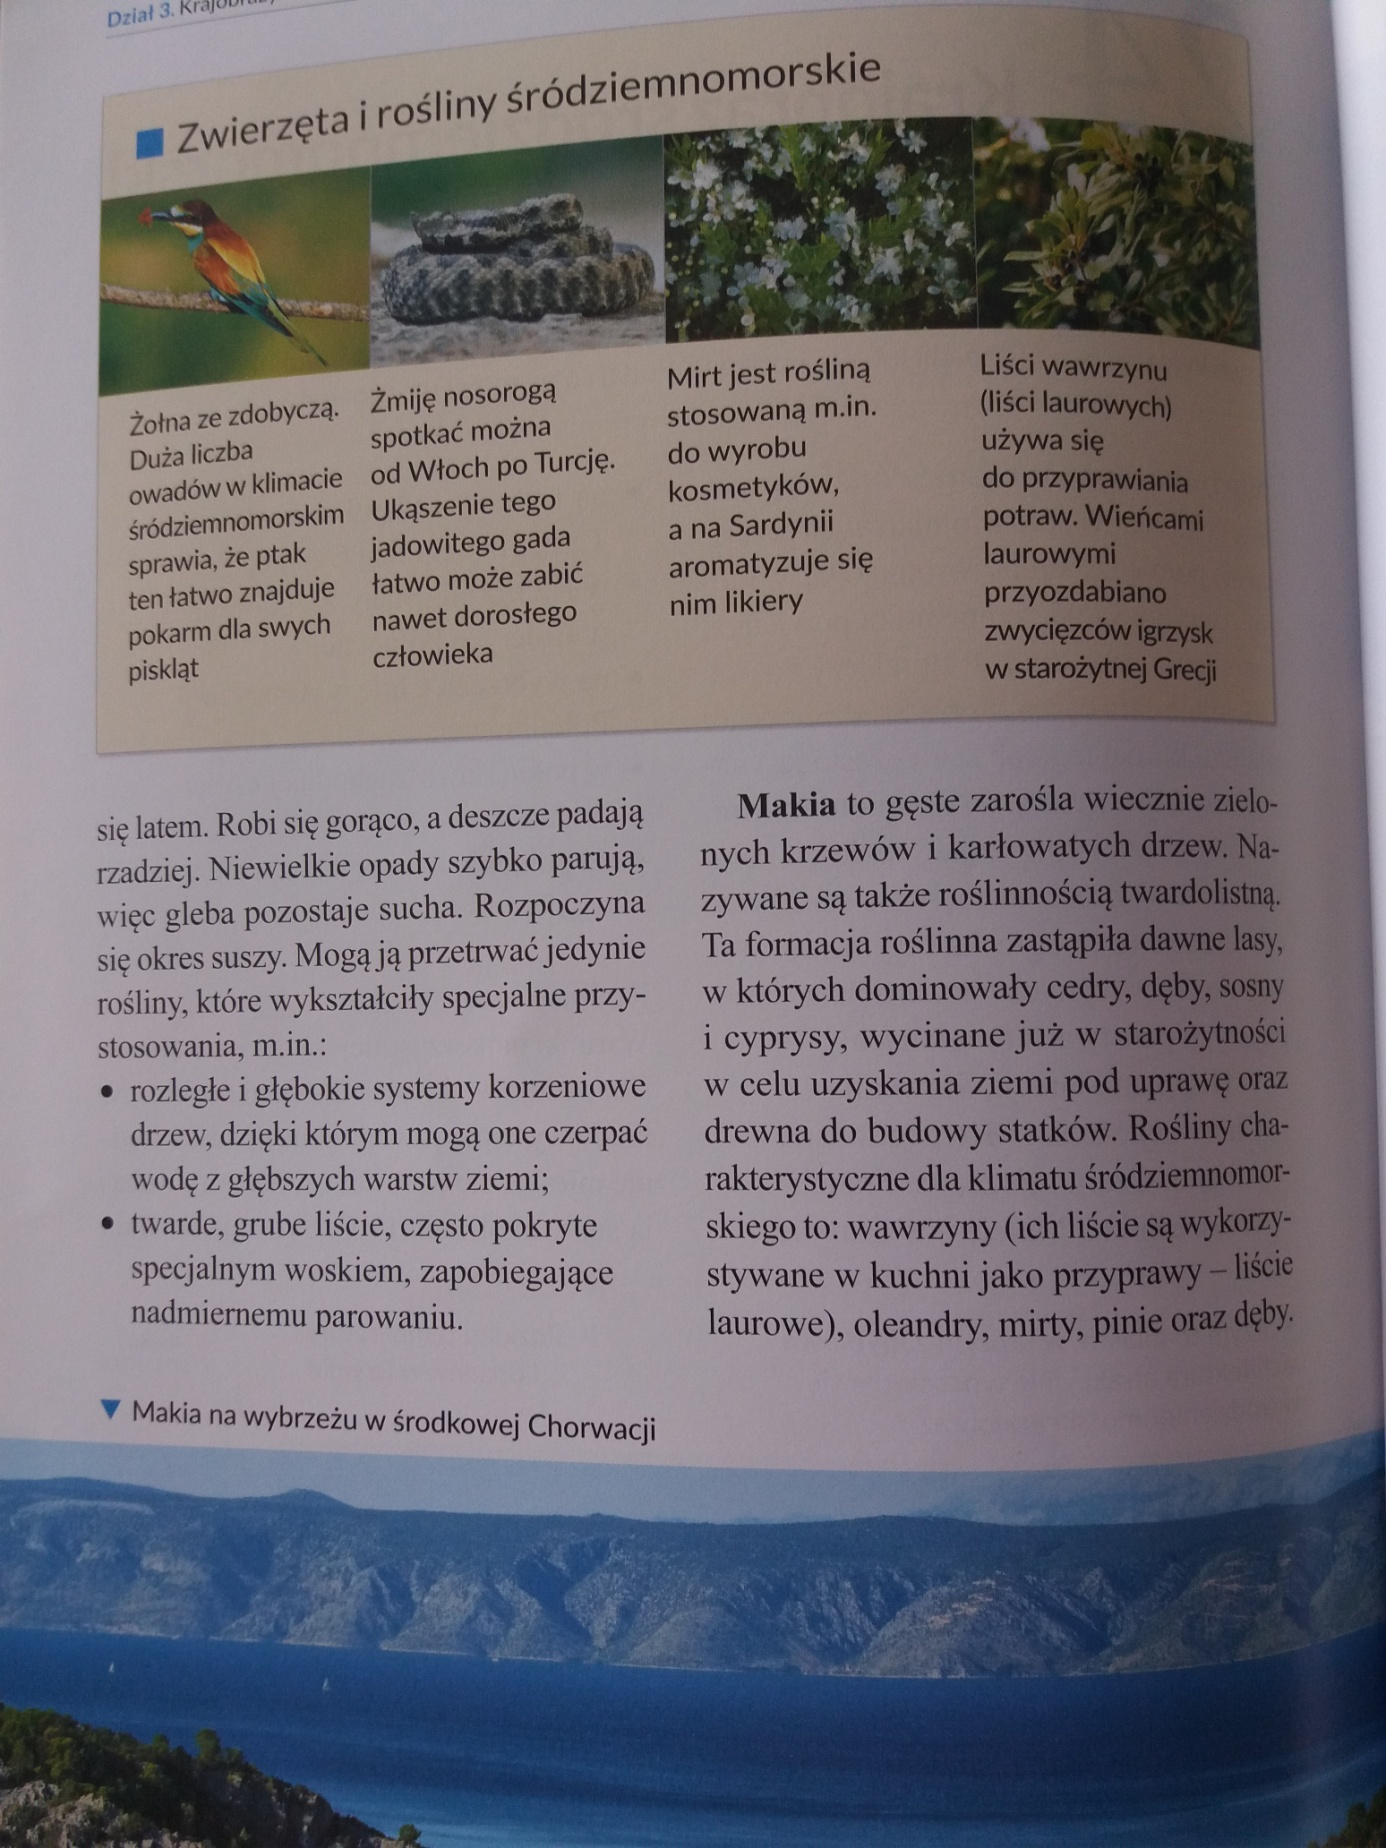 Dział 3.
Zwierzęta i rośliny śródziemnomorskie
Żołna ze zdobyczą.
Duża liczba
owadów w klimacie
śródziemnomorskim
sprawia, że ptak
ten łatwo znajduje
pokarm dla swych
piskląt
Żmiję nosorogą
spotkać można
od Włoch po Turcję.
Ukąszenie tego
jadowitego gada
łatwo może zabić
nawet dorosłego
człowieka
Mirt jest rośliną
stosowaną m.in.
do wyrobu
kosmetyków,
a na Sardynii
aromatyzuje się
nim likiery
Liści wawrzynu
(liści laurowych)
używa się
do przyprawiania
potraw. Wieńcami
laurowymi
przyozdabiano
zwycięzców igrzysk
w starożytnej Grecji
się latem. Robi się gorąco, a deszcze padają
rzadziej. Niewielkie opady szybko parują,
więc gleba pozostaje sucha. Rozpoczyna
się okres suszy. Mogą ją przetrwać jedynie
rośliny, które wykształciły specjalne przy-
stosowania, m.in.:
• rozległe i głębokie systemy korzeniowe
drzew, dzięki którym mogą one czerpać
wodę z głębszych warstw ziemi;
• twarde, grube liście, często pokryte
specjalnym woskiem, zapobiegające
nadmiernemu parowaniu.
Makia to gęste zarośla wiecznie zielo-
nych krzewów i karłowatych drzew. Na-
zywane są także roślinnością twardolistną.
Ta formacja roślinna zastąpiła dawne lasy,
w których dominowały cedry, dęby, sosny
i cyprysy, wycinane już w starożytności
w celu uzyskania ziemi pod uprawę oraz
drewna do budowy statków. Rośliny cha-
rakterystyczne dla klimatu śródziemnomor-
skiego to: wawrzyny (ich liście są wykorzy-
stywane w kuchni jako przyprawy – liście
laurowe), oleandry, mirty, pinie oraz dęby.
▼ Makia na wybrzeżu w środkowej Chorwacji